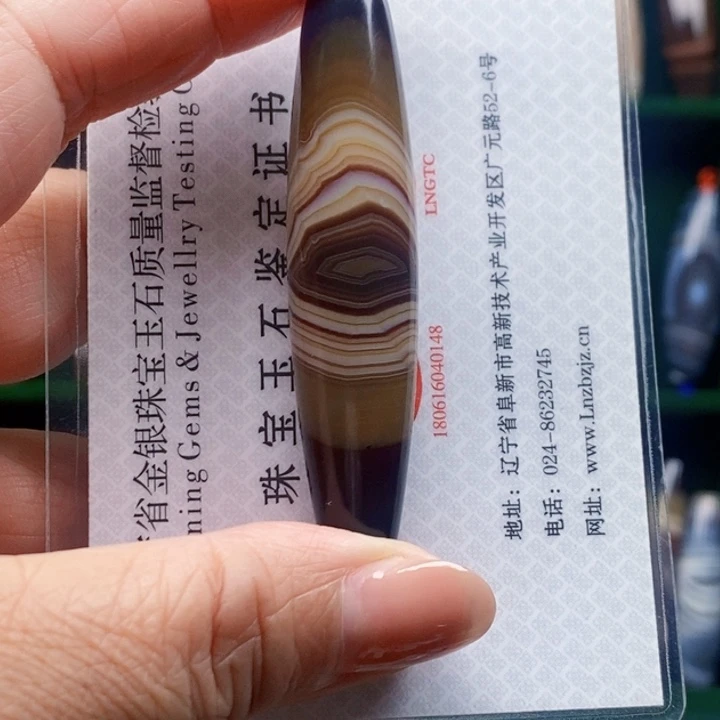 省金银珠宝玉石质量监督检
ning Gems & Jewellry Testing
珠宝玉石鉴定证书
LNGTC
180616040148
地址：辽宁省阜新市高新技术产业开发区广元路52-6号
电话：024-86232745
网址：www.Lnzbzjz.cn